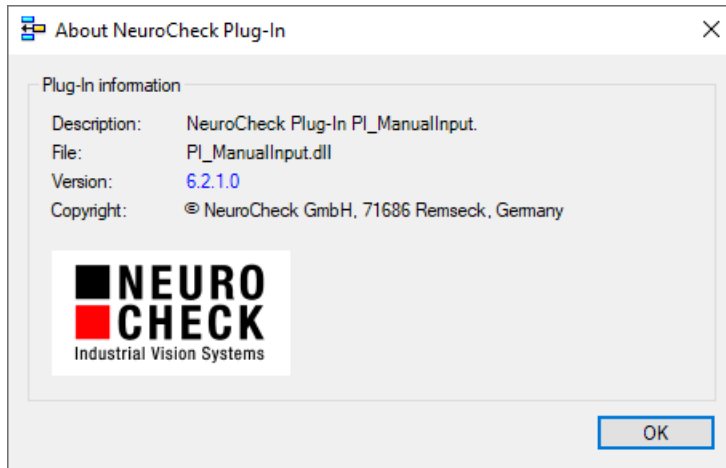 About NeuroCheck Plug-In
Plug-In information
Description: NeuroCheck Plug-In PI_ManualInput.
File: PI_ManualInput.dll
Version: 6.2.1.0
Copyright: © NeuroCheck GmbH, 71686 Remseck, Germany
NEURO
CHECK
Industrial Vision Systems
OK